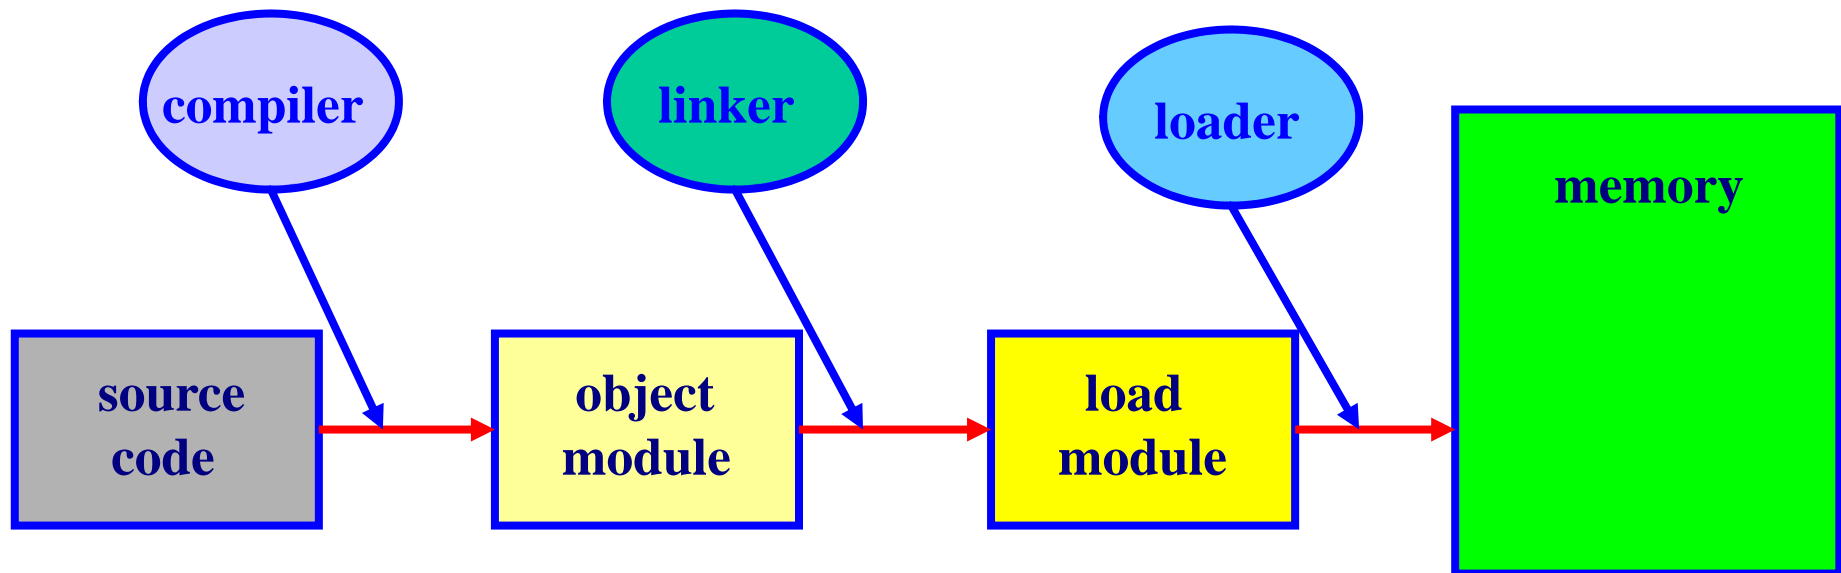 compiler
linker
loader
memory
source
code
object
module
load
module